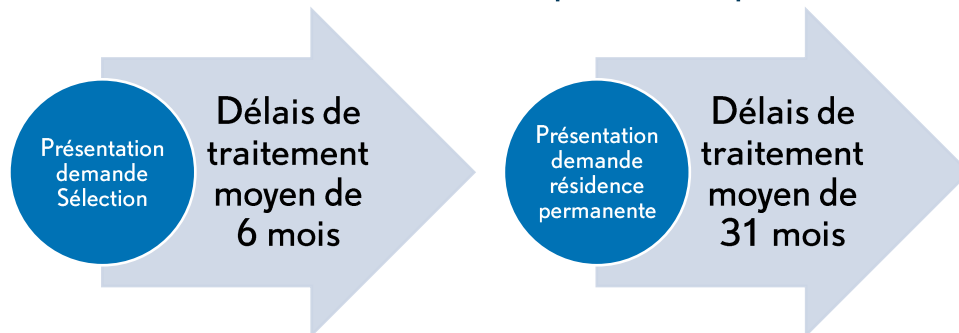 Présentation
demande
Sélection
Délais de
traitement
moyen de
6 mois
Présentation
demande
résidence
permanente
Délais de
traitement
moyen de
31 mois